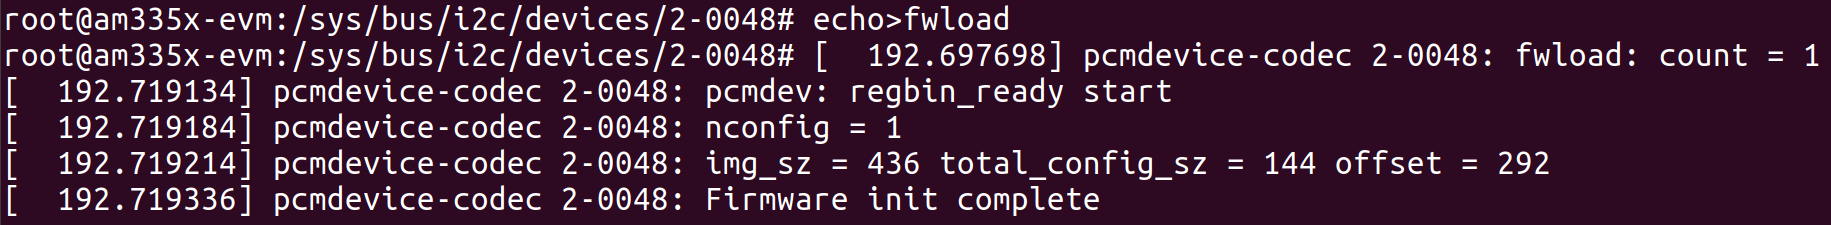 root@am335x-evm:/sys/bus/i2c/devices/2-0048# echo>fwload
root@am335x-evm:/sys/bus/i2c/devices/2-0048# [  192.697698] pcmdevice-codec 2-0048: fwload: count = 1
[  192.719134] pcmdevice-codec 2-0048: pcmdev: regbin_ready start
[  192.719184] pcmdevice-codec 2-0048: nconfig = 1
[  192.719214] pcmdevice-codec 2-0048: img_sz = 436 total_config_sz = 144 offset = 292
[  192.719336] pcmdevice-codec 2-0048: Firmware init complete